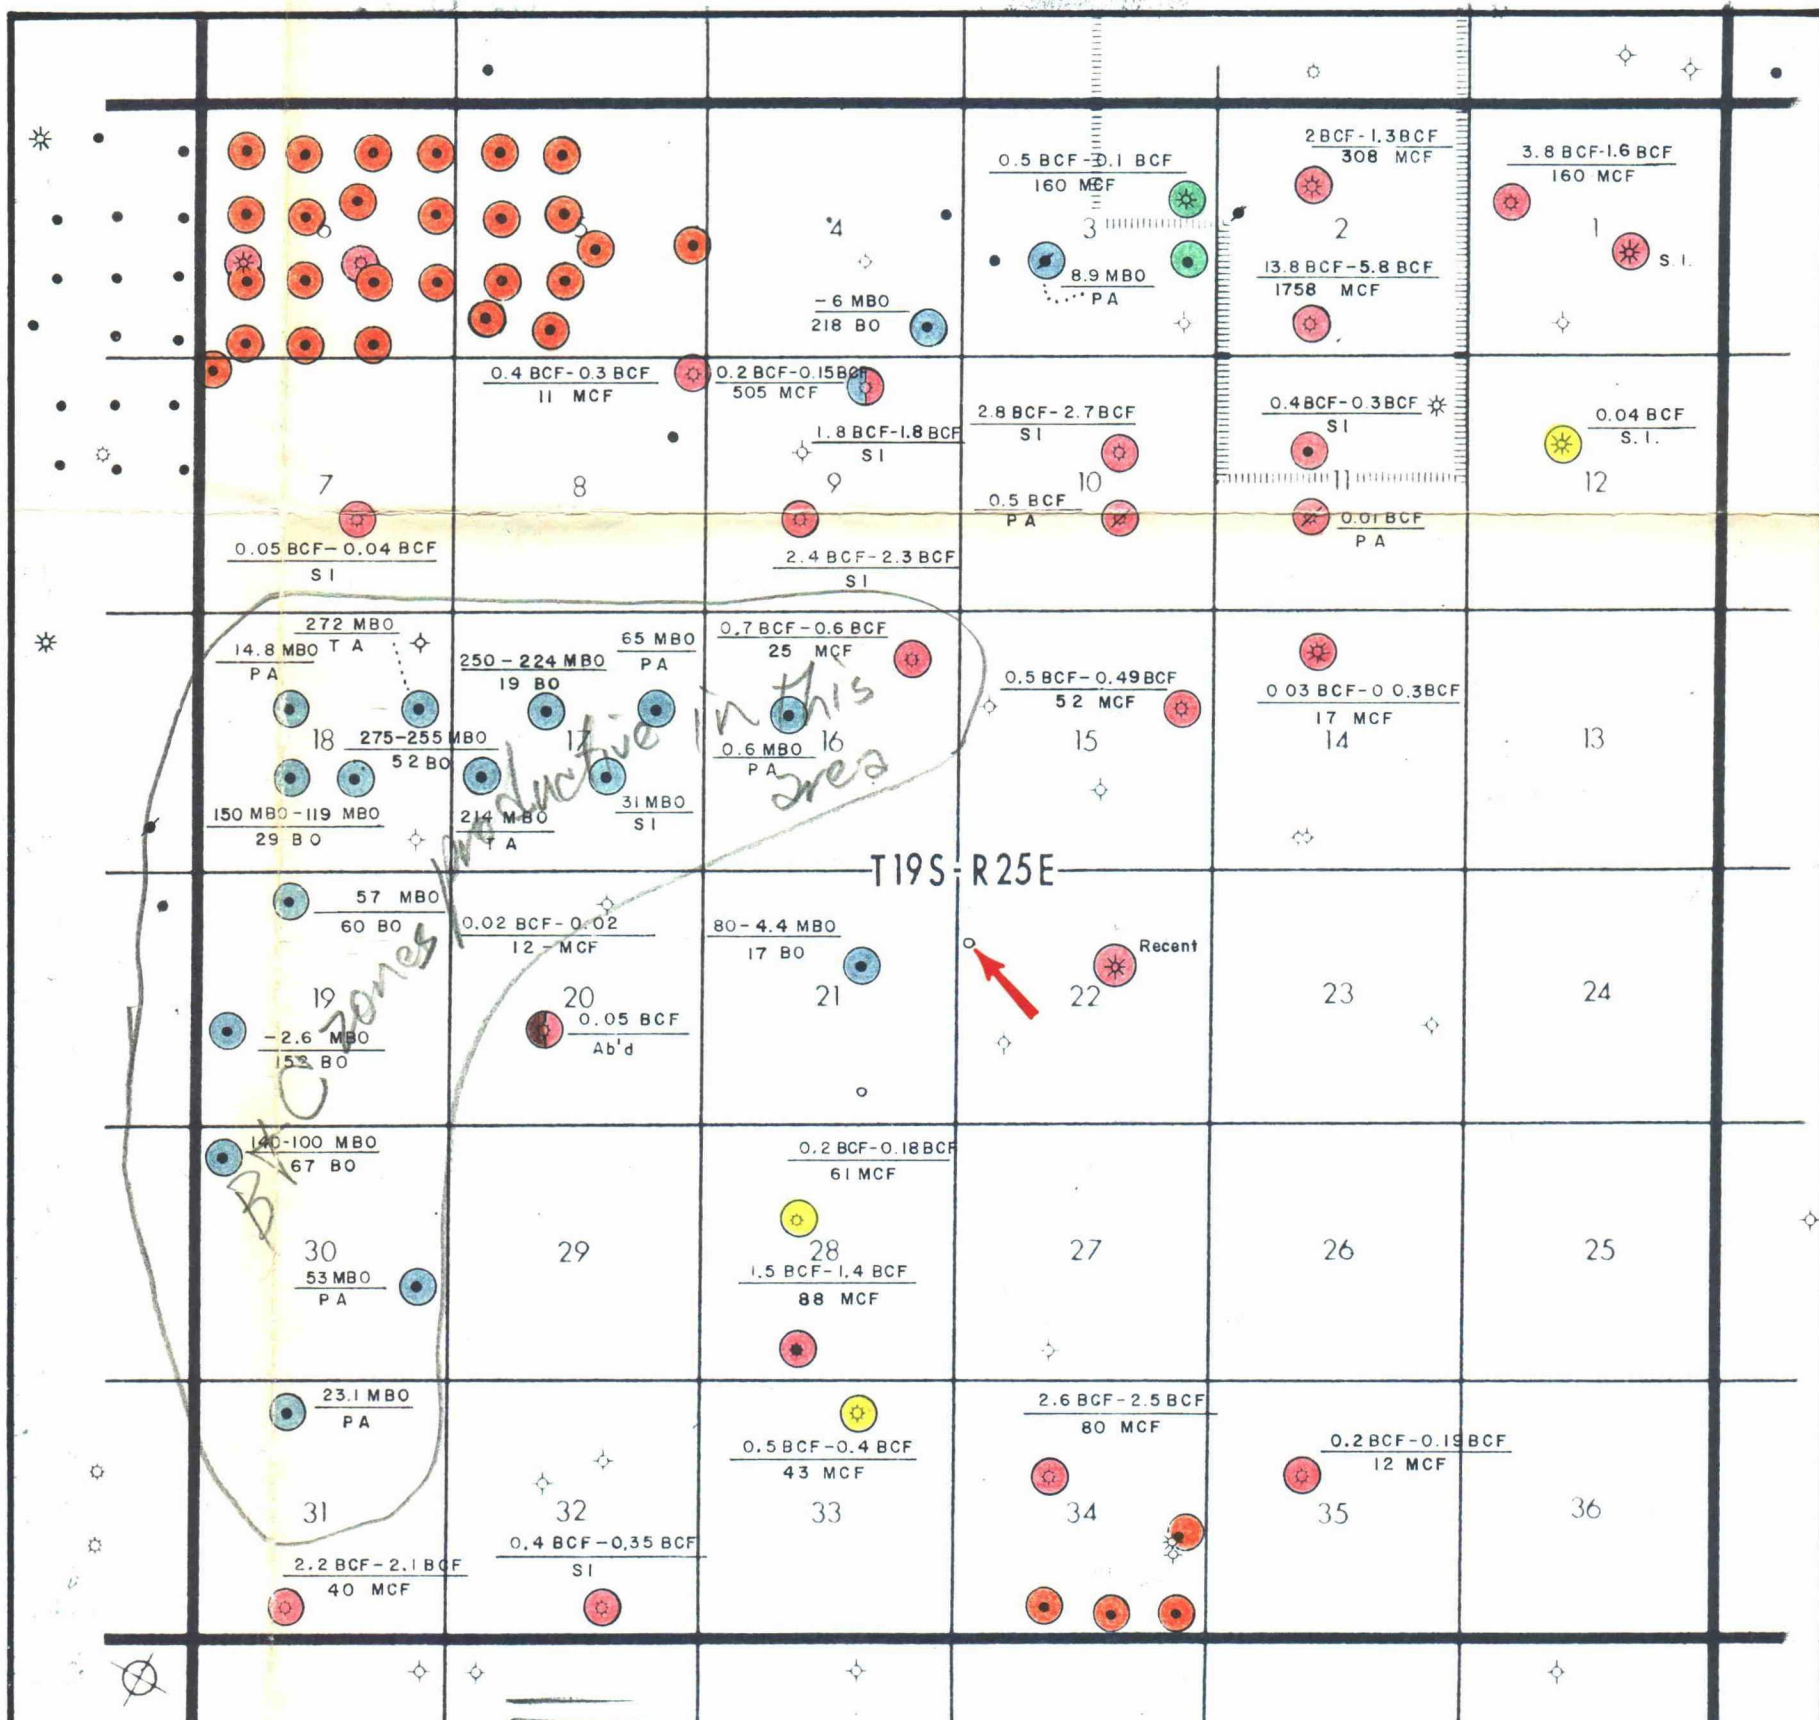 2 BCF-1.3 BCF
308 MCF
0.5 BCF-0.1 BCF
160 MCF
3.8 BCF-1.6 BCF
160 MCF
4
3
2
1
S.I.
8.9 MBO
PA
13.8 BCF-5.8 BCF
1758 MCF
-6 MBO
218 BO
0.4 BCF-0.3 BCF
11 MCF
0.2 BCF-0.15 BCF
505 MCF
1.8 BCF-1.8 BCF
SI
2.8 BCF-2.7 BCF
SI
0.4 BCF-0.3 BCF
SI
0.04 BCF
S.I.
7
8
9
10
11
12
0.5 BCF
PA
0.01 BCF
PA
0.05 BCF-0.04 BCF
SI
2.4 BCF-2.3 BCF
SI
272 MBO
TA
14.8 MBO
PA
250-224 MBO
19 BO
65 MBO
PA
0.7 BCF-0.6 BCF
25 MCF
0.5 BCF-0.49 BCF
52 MCF
0 03 BCF-0 0.3BCF
17 MCF
18
17
16
15
14
13
275-255 MBO
52 BO
0.6 MBO
PA
150 MBO-119 MBO
29 BO
214 MBO
TA
31 MBO
SI
B+C zones productive in this
area
T19S-R25E
57 MBO
60 BO
0.02 BCF-0.02
12-MCF
80-4.4 MBO
17 BO
Recent
19
20
21
22
23
24
-2.6 MBO
153 BO
0.05 BCF
Ab'd
140-100 MBO
67 BO
0.2 BCF-0.18 BCF
61 MCF
30
29
28
27
26
25
53 MBO
PA
1.5 BCF-1.4 BCF
88 MCF
23.1 MBO
PA
0.5 BCF-0.4 BCF
43 MCF
2.6 BCF-2.5 BCF
80 MCF
0.2 BCF-0.19 BCF
12 MCF
31
32
33
34
35
36
2.2 BCF-2.1 BCF
40 MCF
0.4 BCF-0.35 BCF
SI